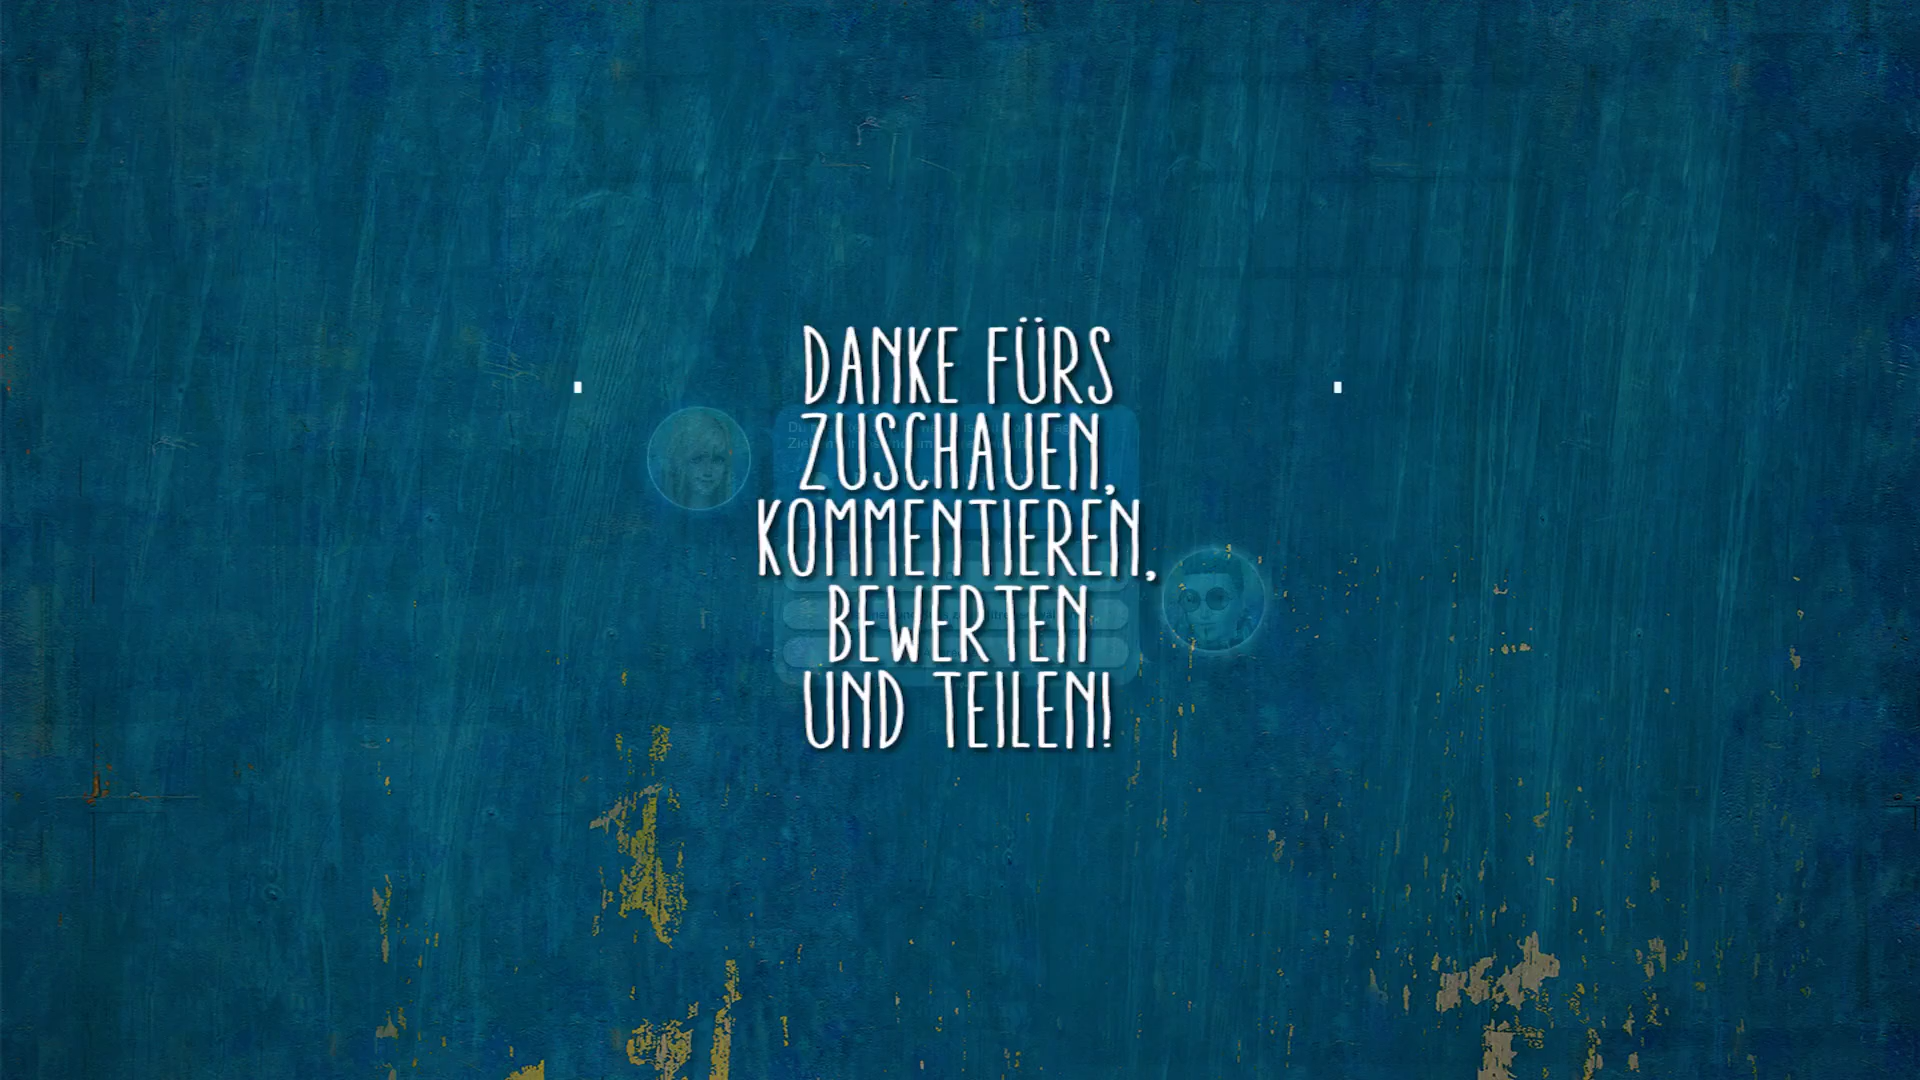 DANKE FÜRS
ZUSCHAUEN,
KOMMENTIEREN,
BEWERTEN
UND TEILEN!